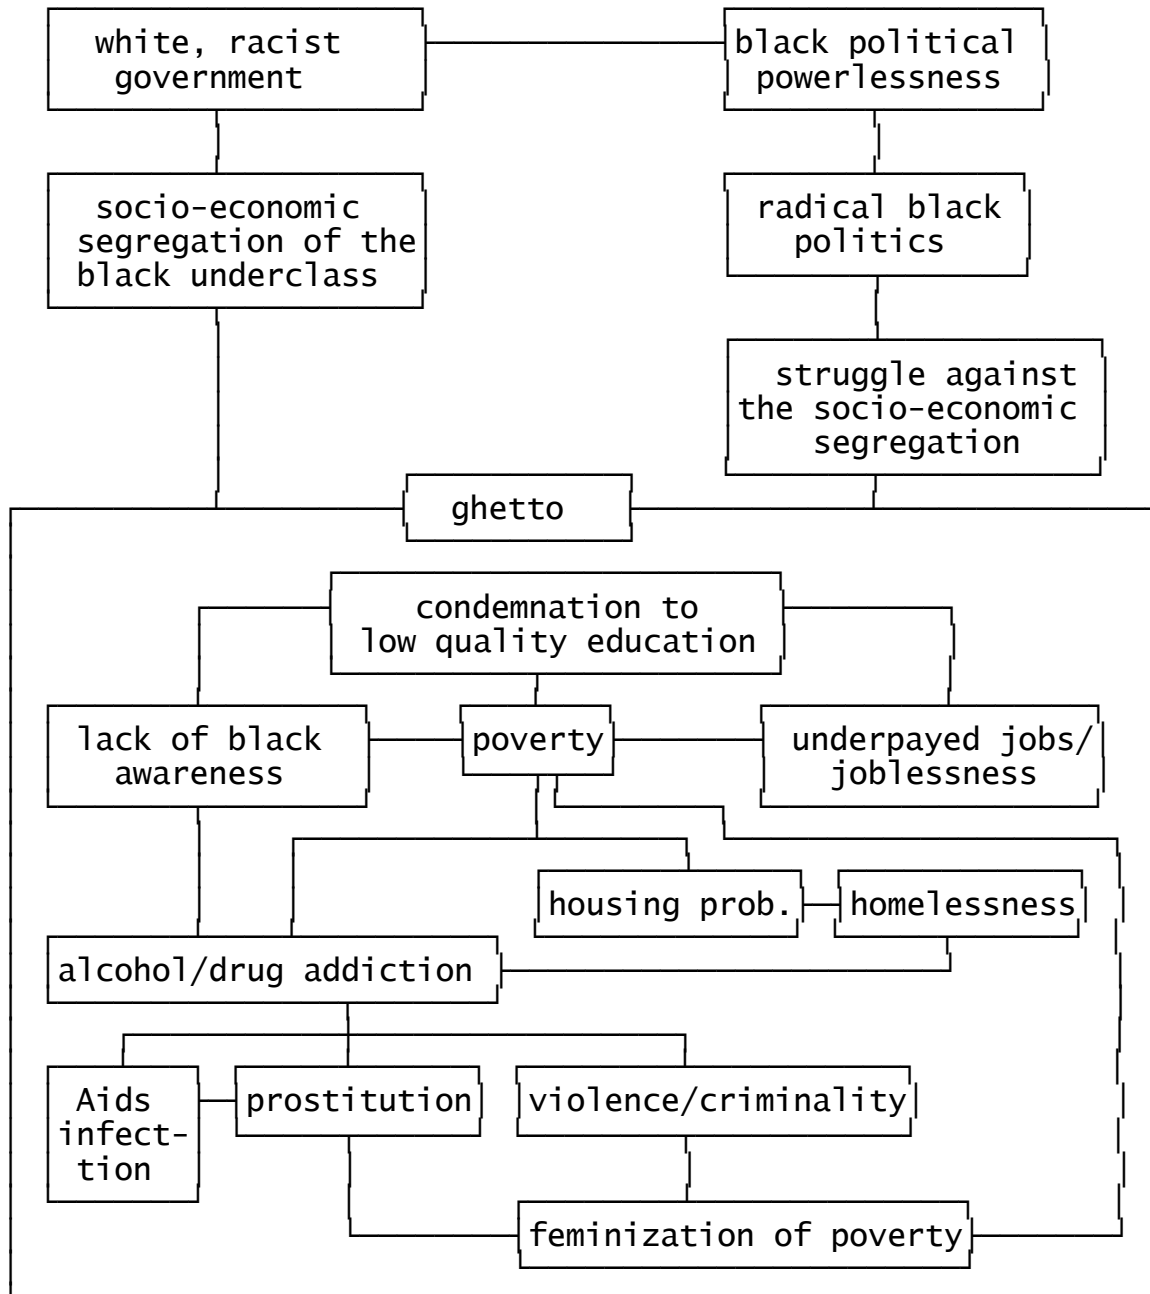 white, racist
government
black political
powerlessness
socio-economic
segregation of the
black underclass
radical black
politics
struggle against
the socio-economic
segregation
ghetto
condemnation to
low quality education
lack of black
awareness
poverty
underpayed jobs/
joblessness
housing prob.
homelessness
alcohol/drug addiction
Aids
infect-
tion
prostitution
violence/criminality
feminization of poverty